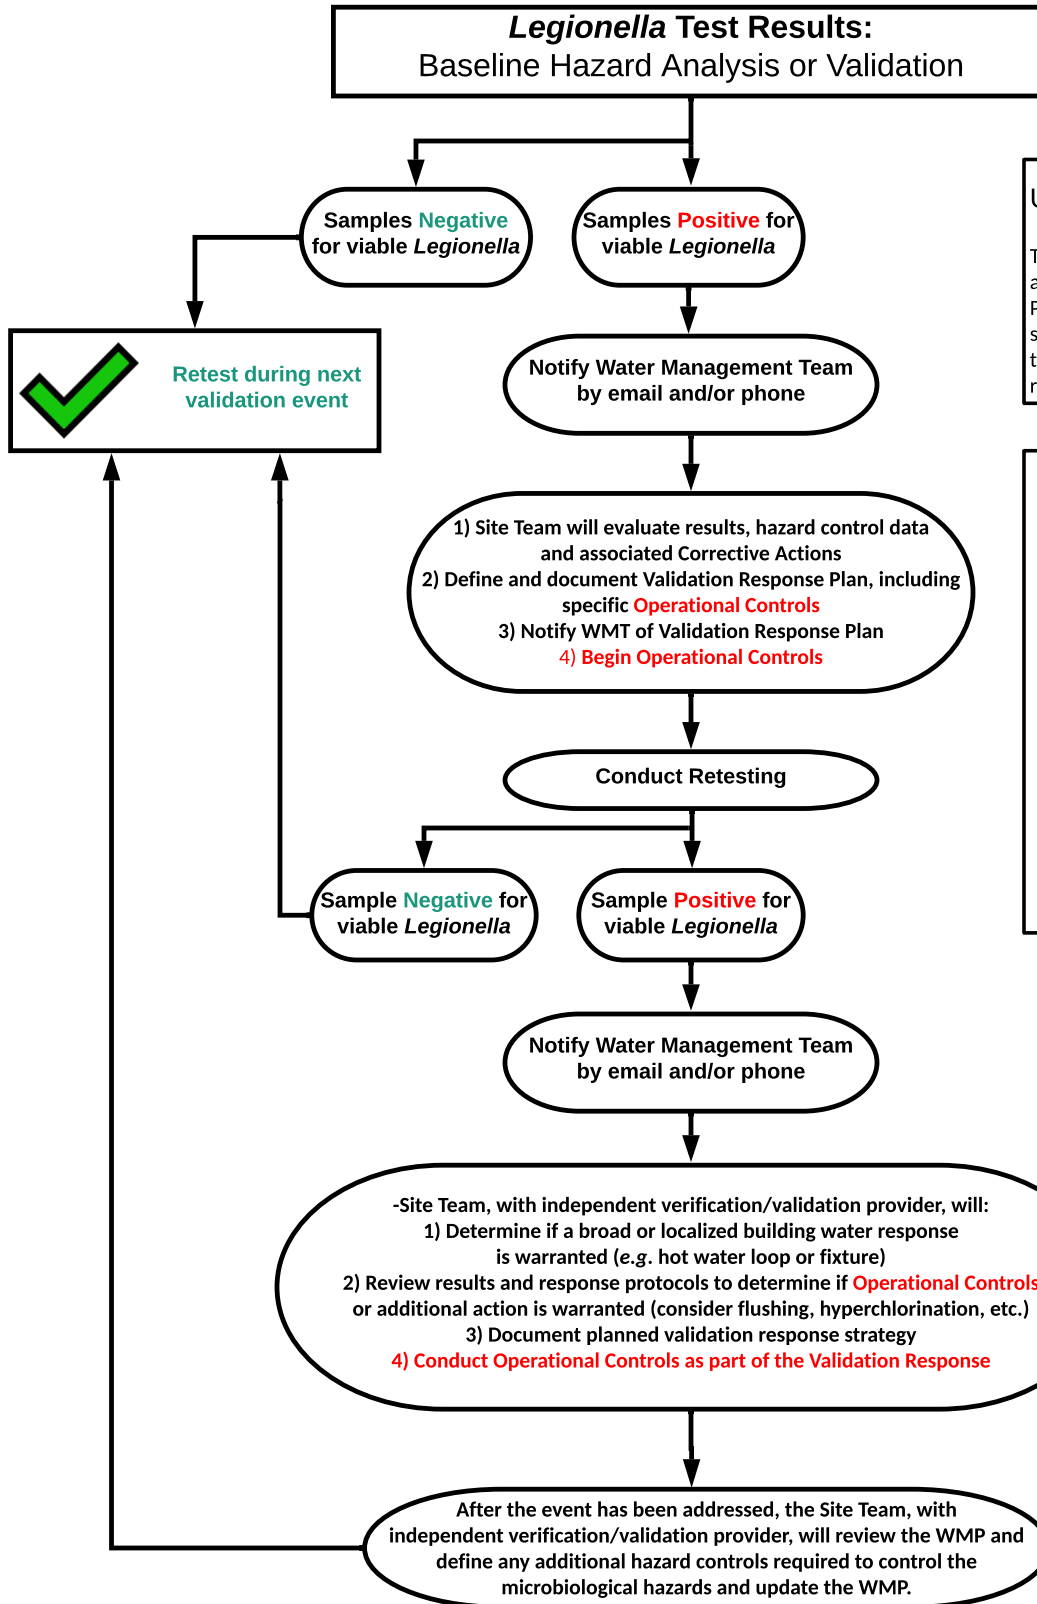 Legionella Test Results:
Baseline Hazard Analysis or Validation
Samples Negative
for viable Legionella
Samples Positive for
viable Legionella
Retest during next
validation event
Notify Water Management Team
by email and/or phone
1) Site Team will evaluate results, hazard control data
and associated Corrective Actions
2) Define and document Validation Response Plan, including
specific Operational Controls
3) Notify WMT of Validation Response Plan
4) Begin Operational Controls
Conduct Retesting
Sample Negative for
viable Legionella
Sample Positive for
viable Legionella
Notify Water Management Team
by email and/or phone
-Site Team, with independent verification/validation provider, will:
1) Determine if a broad or localized building water response
is warranted (e.g. hot water loop or fixture)
2) Review results and response protocols to determine if Operational Controls
or additional action is warranted (consider flushing, hyperchlorination, etc.)
3) Document planned validation response strategy
4) Conduct Operational Controls as part of the Validation Response
After the event has been addressed, the Site Team, with
independent verification/validation provider, will review the WMP and
define any additional hazard controls required to control the
microbiological hazards and update the WMP.